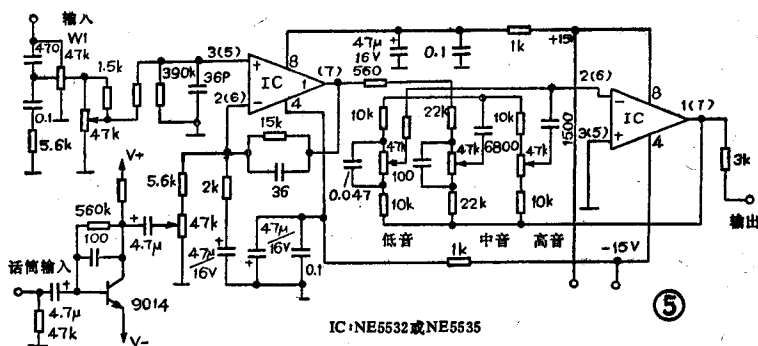 输入
W1
470
47k
1.5k
390k
36P
3(5)
2(6)
+
IC
−
8
1
4
(7)
0.1
5.6k
47k
15k
36
V+
560k
100
4.7μ
5.6k
2k
47k
47μ
/16V
47μ
/16V
0.1
话筒输入
4.7μ
47k
9014
V-
47μ
16V
0.1
1k
+15v
560
10k
22k
10k
47k
100
47k
6800
47k
1500
0.047
10k
22k
10k
低音
中音
高音
1k
-15V
2(6)
3(5)
−
+
IC
8
1(7)
4
3k
输出
⑤
IC:NE5532或NE5535